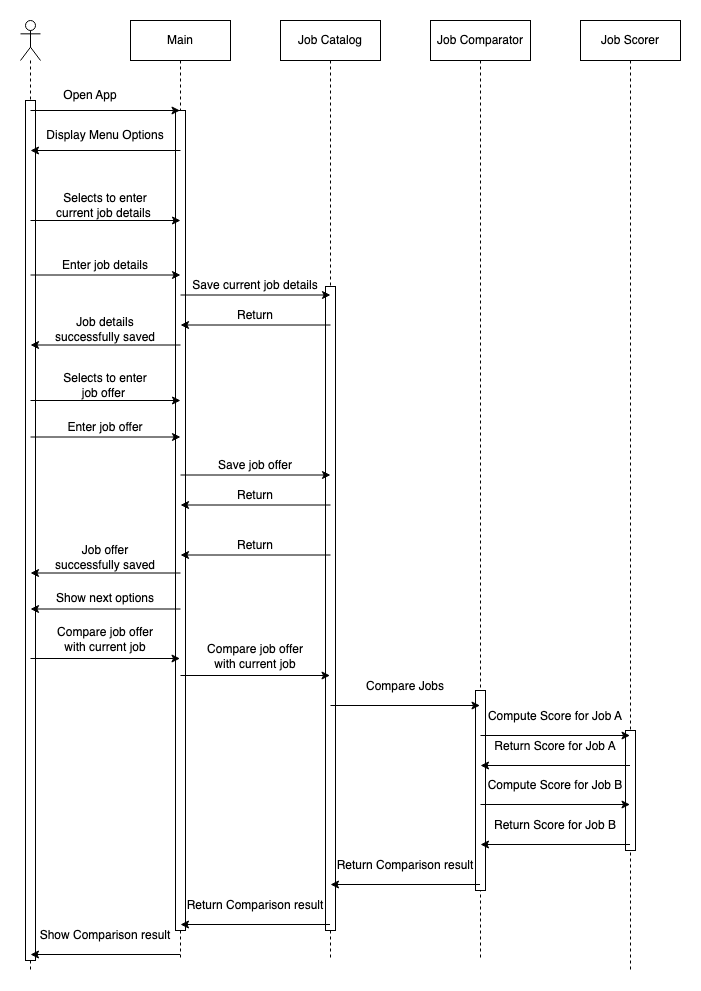 Main
Job Catalog
Job Comparator
Job Scorer
Open App
Display Menu Options
Selects to enter
current job details
Enter job details
Save current job details
Return
Job details
successfully saved
Selects to enter
job offer
Enter job offer
Save job offer
Return
Return
Job offer
successfully saved
Show next options
Compare job offer
with current job
Compare job offer
with current job
Compare Jobs
Compute Score for Job A
Return Score for Job A
Compute Score for Job B
Return Score for Job B
Return Comparison result
Return Comparison result
Show Comparison result